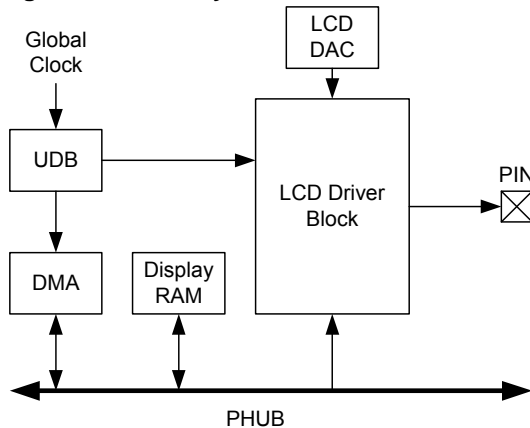 Global
Clock
LCD
DAC
UDB
LCD Driver
Block
PIN
DMA
Display
RAM
PHUB